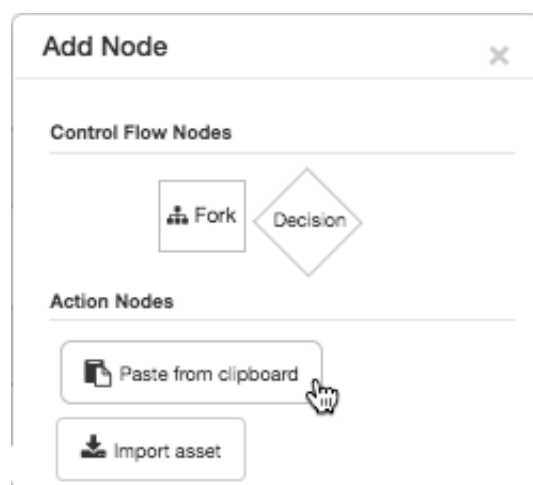 Add Node
Control Flow Nodes
Fork
Decision
Action Nodes
Paste from clipboard
Import asset